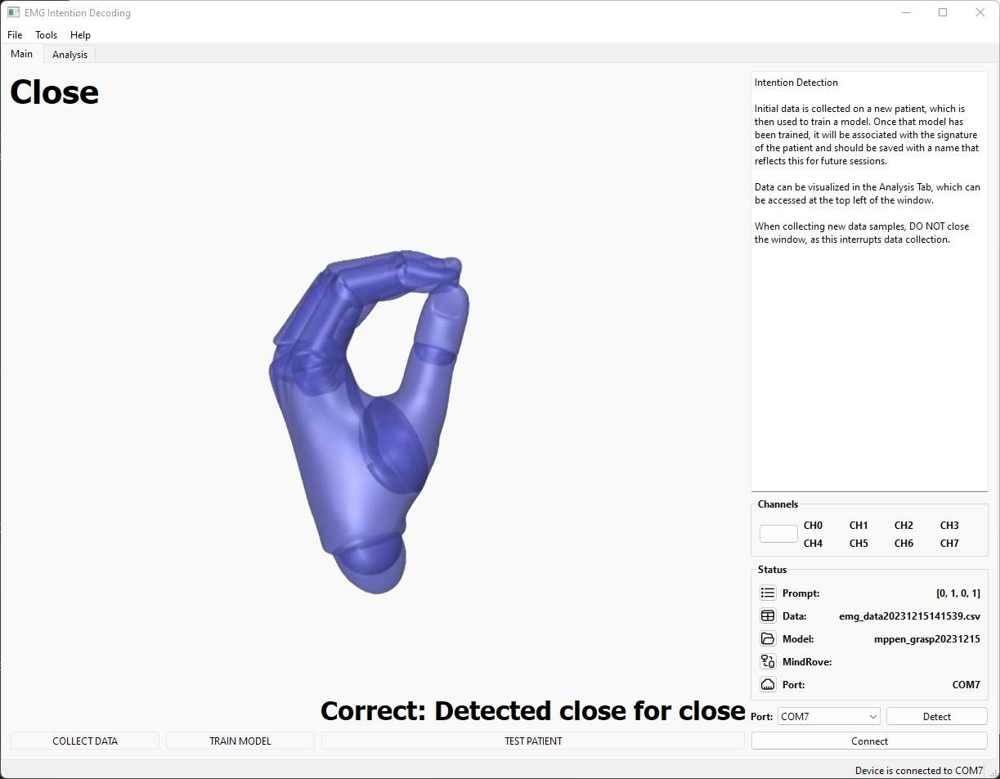 EMG Intention Decoding
File Tools Help
Main Analysis
Close
Intention Detection
Initial data is collected on a new patient, which is
then used to train a model. Once that model has
been trained, it will be associated with the signature
of the patient and should be saved with a name that
reflects this for future sessions.
Data can be visualized in the Analysis Tab, which can
be accessed at the top left of the window.
When collecting new data samples, DO NOT close
the window, as this interrupts data collection.
Channels
CH0 CH1 CH2 CH3
CH4 CH5 CH6 CH7
Status
Prompt: [0, 1, 0, 1]
Data: emg_data20231215141539.csv
Model: mppen_grasp20231215
MindRove:
Port: COM7
Correct: Detected close for close
Port: COM7 Detect
COLLECT DATA TRAIN MODEL TEST PATIENT Connect
Device is connected to COM7